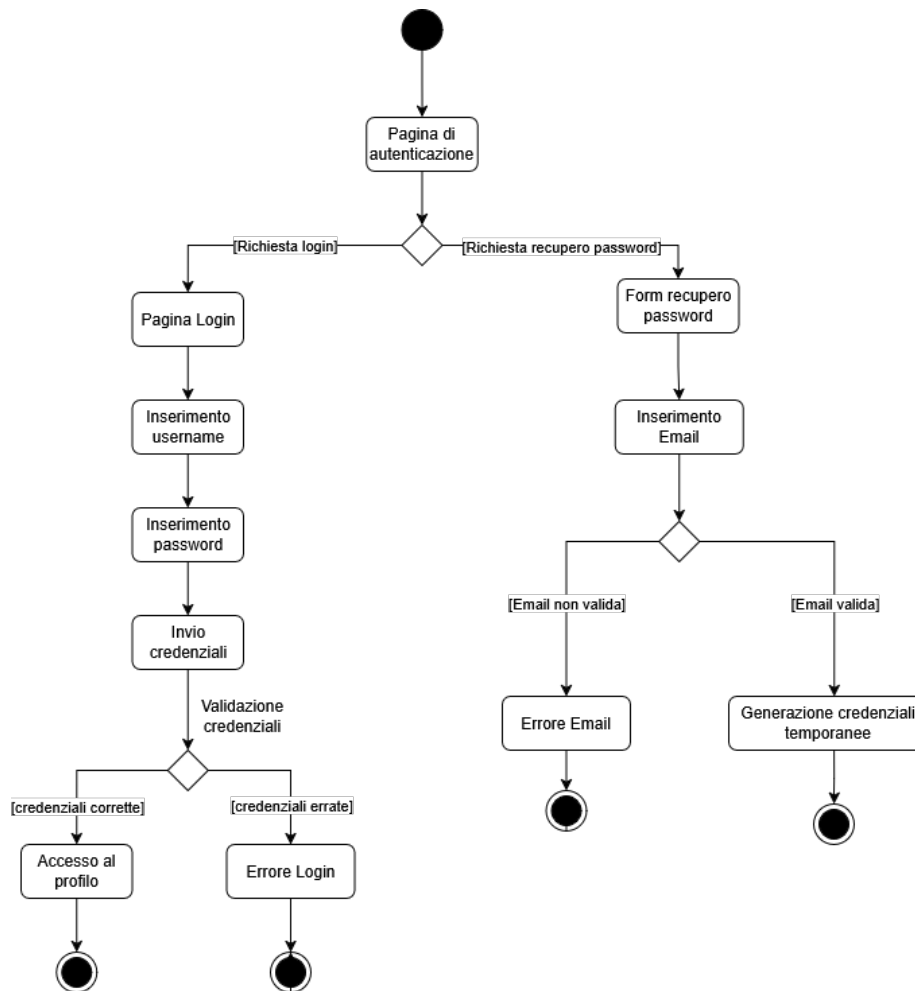 Pagina di
autenticazione
[Richiesta login]
[Richiesta recupero password]
Pagina Login
Form recupero
password
Inserimento
username
Inserimento
Email
Inserimento
password
[Email non valida]
[Email valida]
Invio
credenziali
Validazione
credenziali
Errore Email
Generazione credenziali
temporanee
[credenziali corrette]
[credenziali errate]
Accesso al
profilo
Errore Login